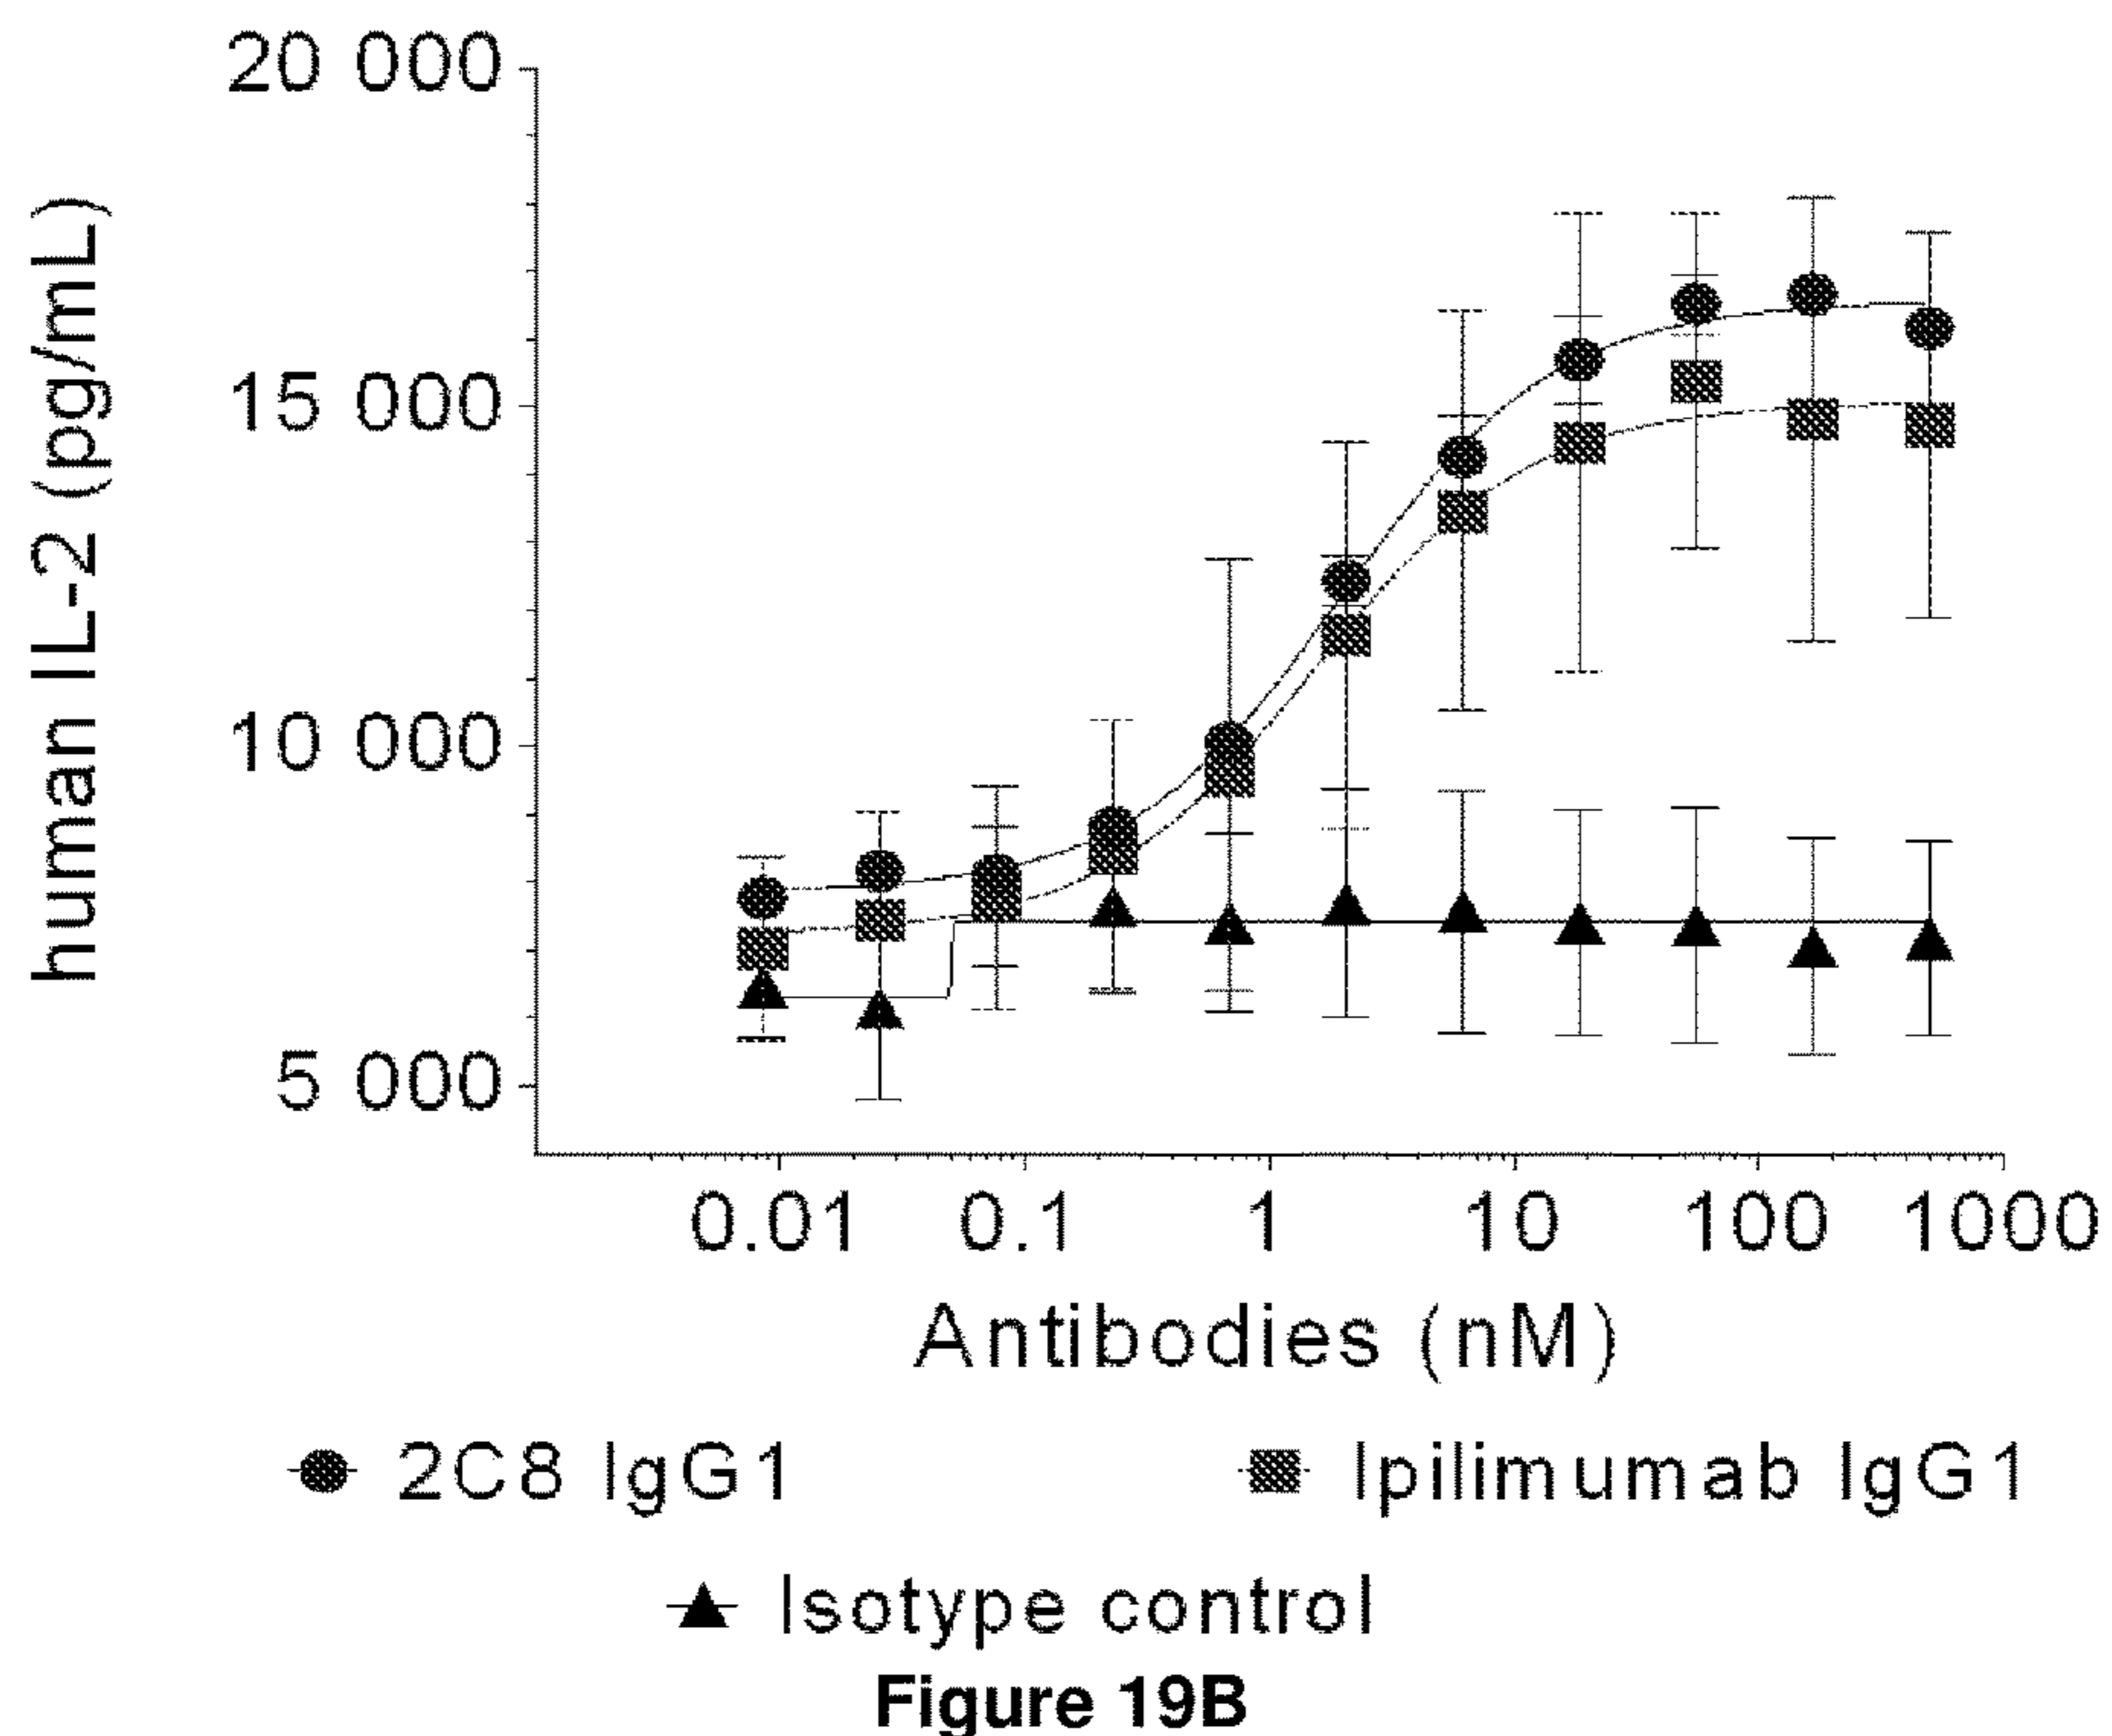 20 000
15 000
10 000
5 000
human IL-2 (pg/mL)
0.01 0.1 1 10 100 1000
Antibodies (nM)
2C8 IgG1 Ipilimumab IgG1
Isotype control
Figure 19B